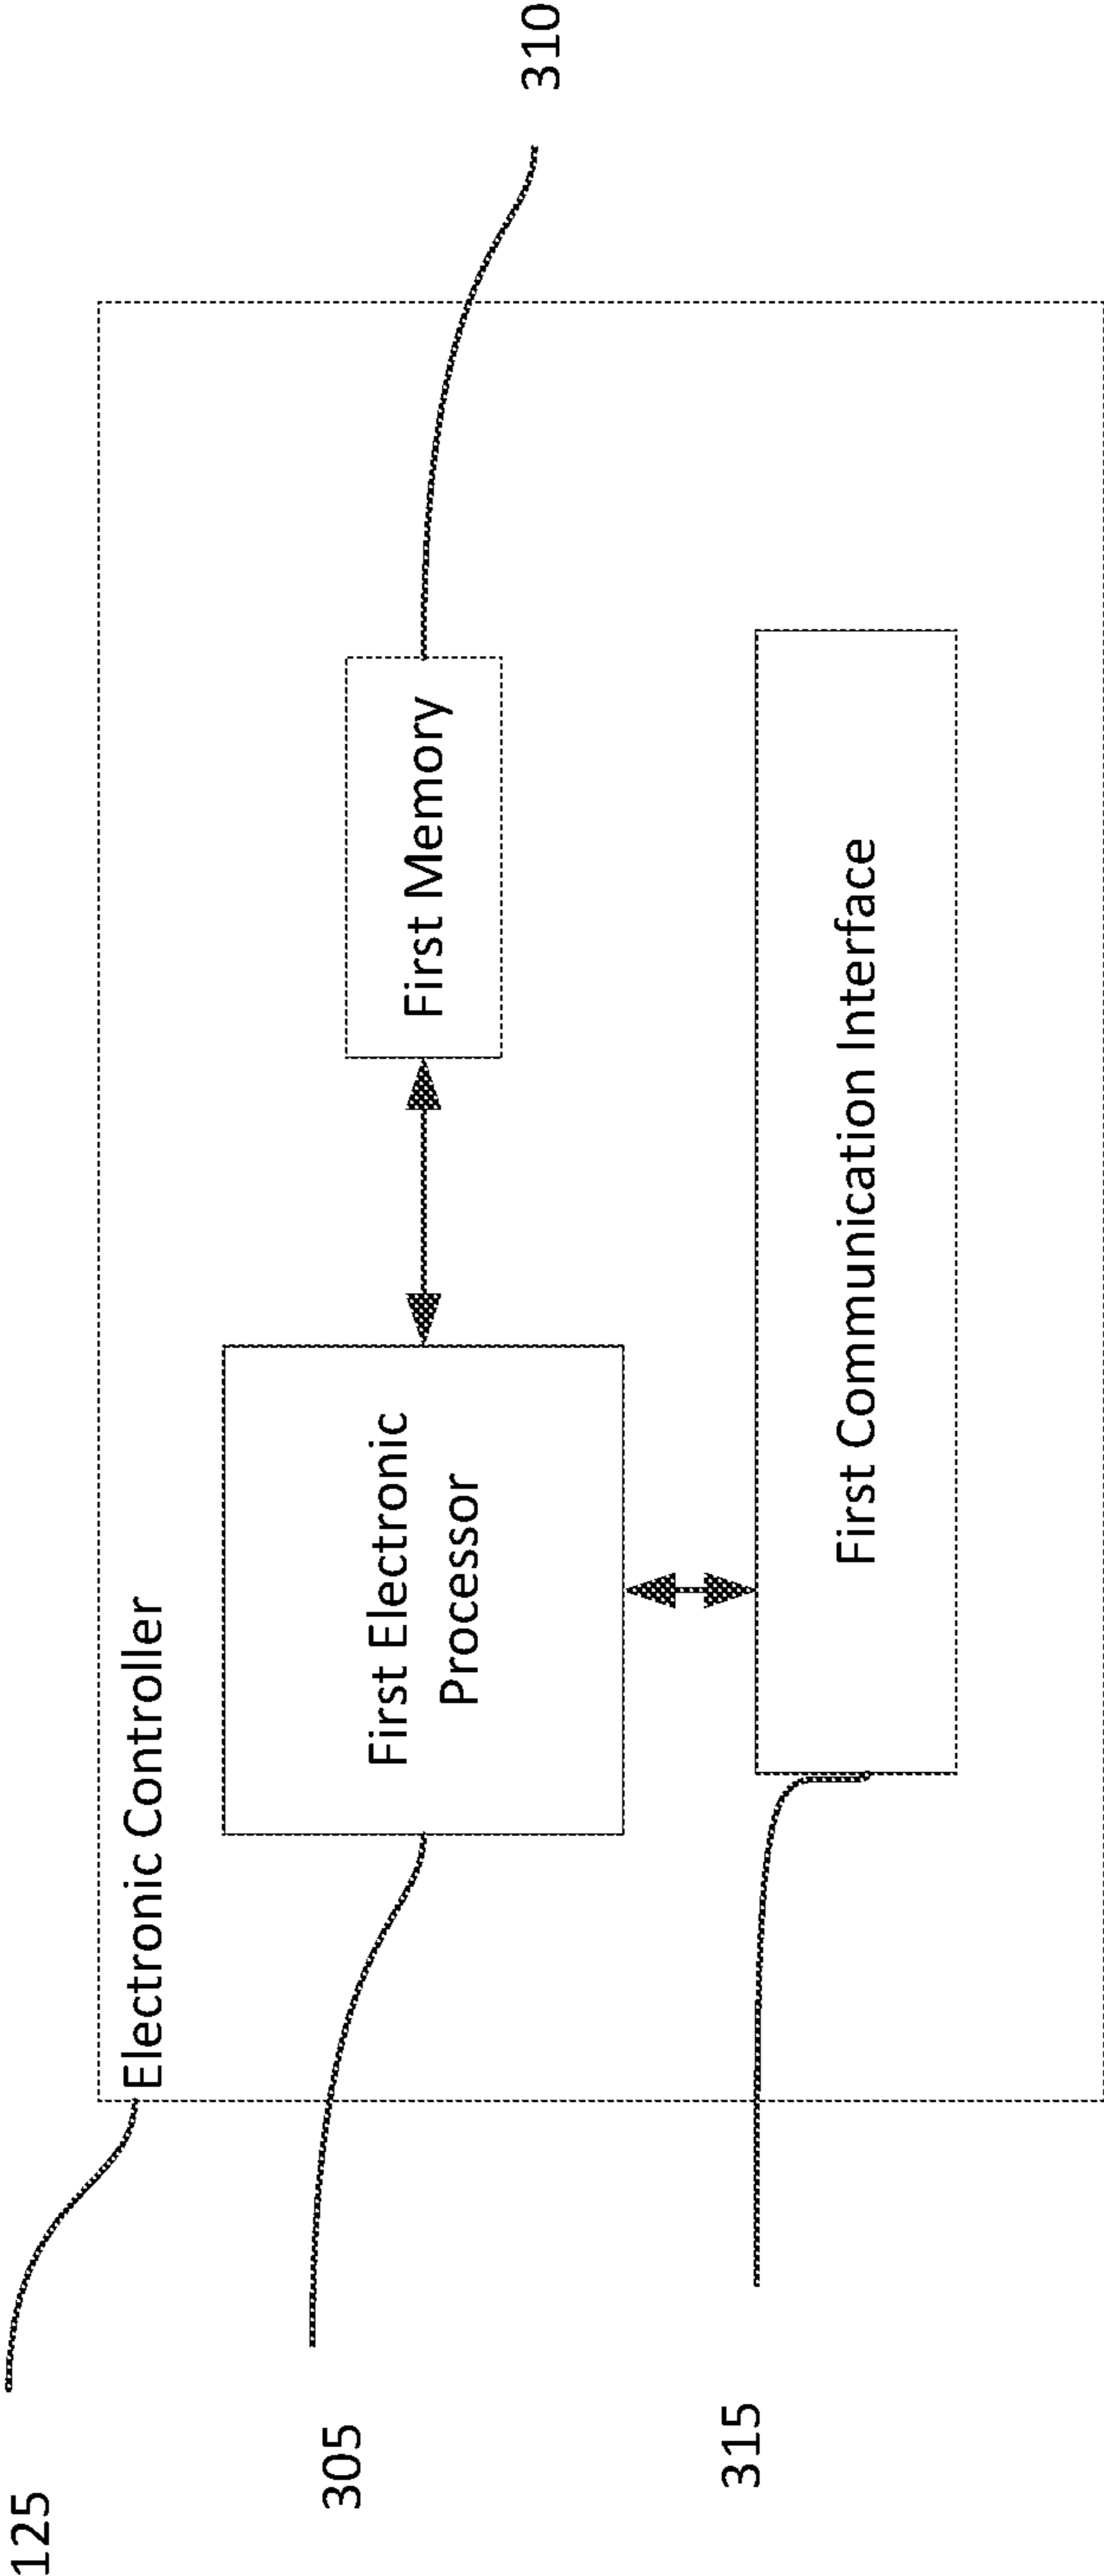 125
Electronic Controller
305
First Electronic
Processor
First Memory
310
315
First Communication Interface